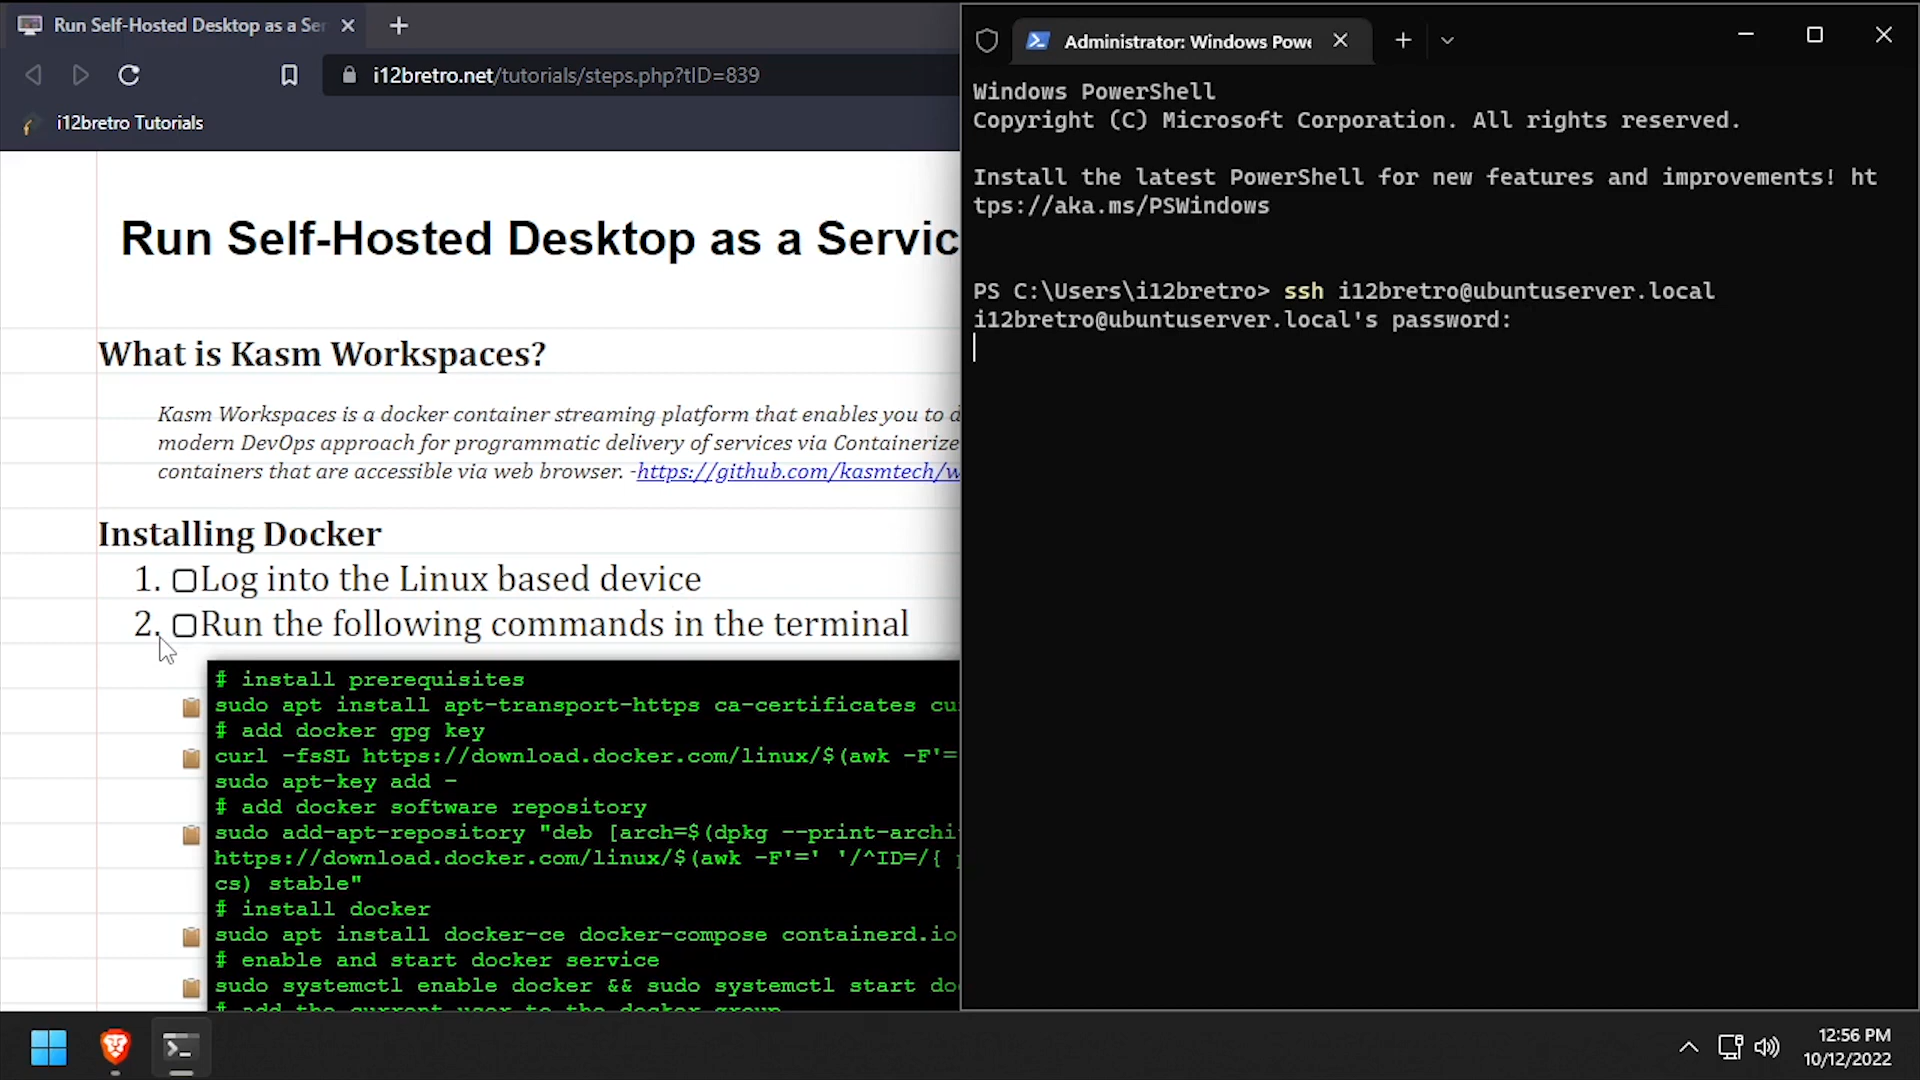 Run Self-Hosted Desktop as a Ser
i12bretro.net/tutorials/steps.php?tID=839
i12bretro Tutorials
Run Self-Hosted Desktop as a Servic
What is Kasm Workspaces?
Kasm Workspaces is a docker container streaming platform that enables you to d
modern DevOps approach for programmatic delivery of services via Containerize
containers that are accessible via web browser. -https://github.com/kasmtech/w
Installing Docker
1. Log into the Linux based device
2. Run the following commands in the terminal
# install prerequisites
sudo apt install apt-transport-https ca-certificates cu
# add docker gpg key
curl -fsSL https://download.docker.com/linux/$(awk -F'=
sudo apt-key add -
# add docker software repository
sudo add-apt-repository "deb [arch=$(dpkg --print-archi
https://download.docker.com/linux/$(awk -F'=' '/^ID=/{ p
cs) stable"
# install docker
sudo apt install docker-ce docker-compose containerd.io
# enable and start docker service
sudo systemctl enable docker && sudo systemctl start do
# add the current user to the docker group
Administrator: Windows Powe
Windows PowerShell
Copyright (C) Microsoft Corporation. All rights reserved.
Install the latest PowerShell for new features and improvements! ht
tps://aka.ms/PSWindows
PS C:\Users\i12bretro> ssh i12bretro@ubuntuserver.local
i12bretro@ubuntuserver.local's password:
12:56 PM
10/12/2022